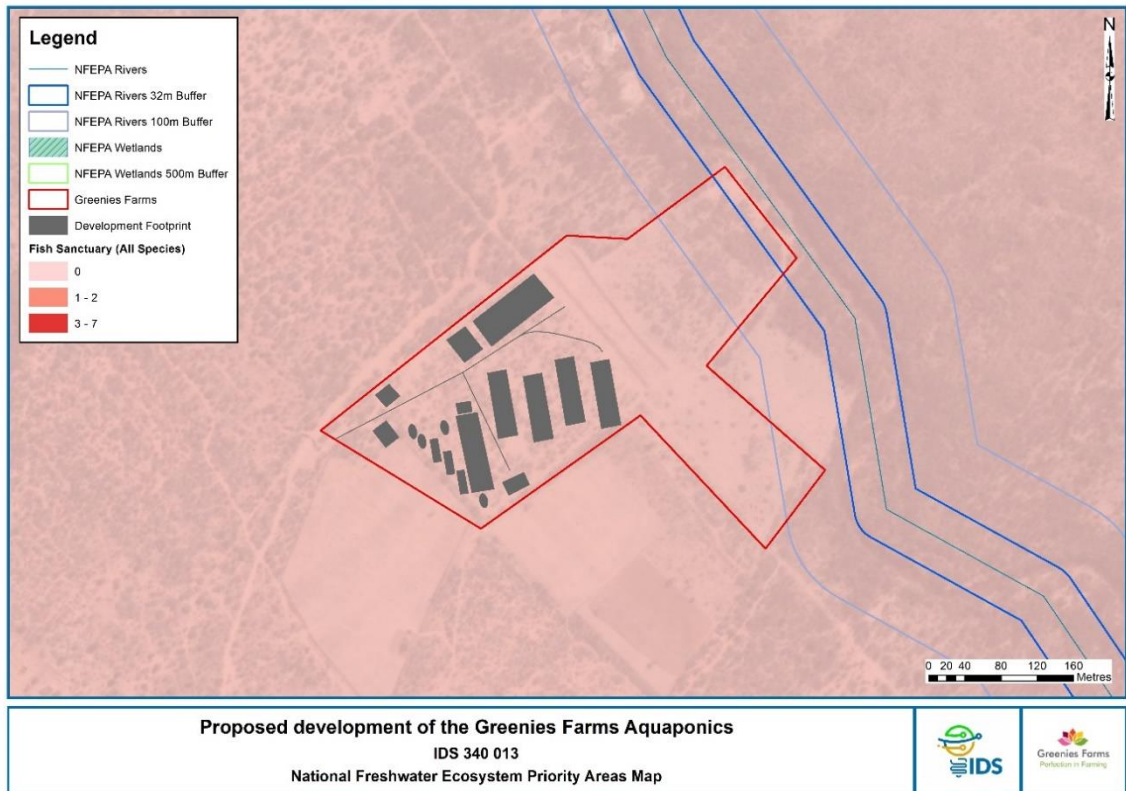 Legend
NFEPA Rivers
NFEPA Rivers 32m Buffer
NFEPA Rivers 100m Buffer
NFEPA Wetlands
NFEPA Wetlands 500m Buffer
Greenies Farms
Development Footprint
Fish Sanctuary (All Species)
0
1 - 2
3 - 7
N
0 20 40 80 120 160
Metres
Proposed development of the Greenies Farms Aquaponics
IDS 340 013
National Freshwater Ecosystem Priority Areas Map
IDS
Greenies Farms
Perfection in Farming